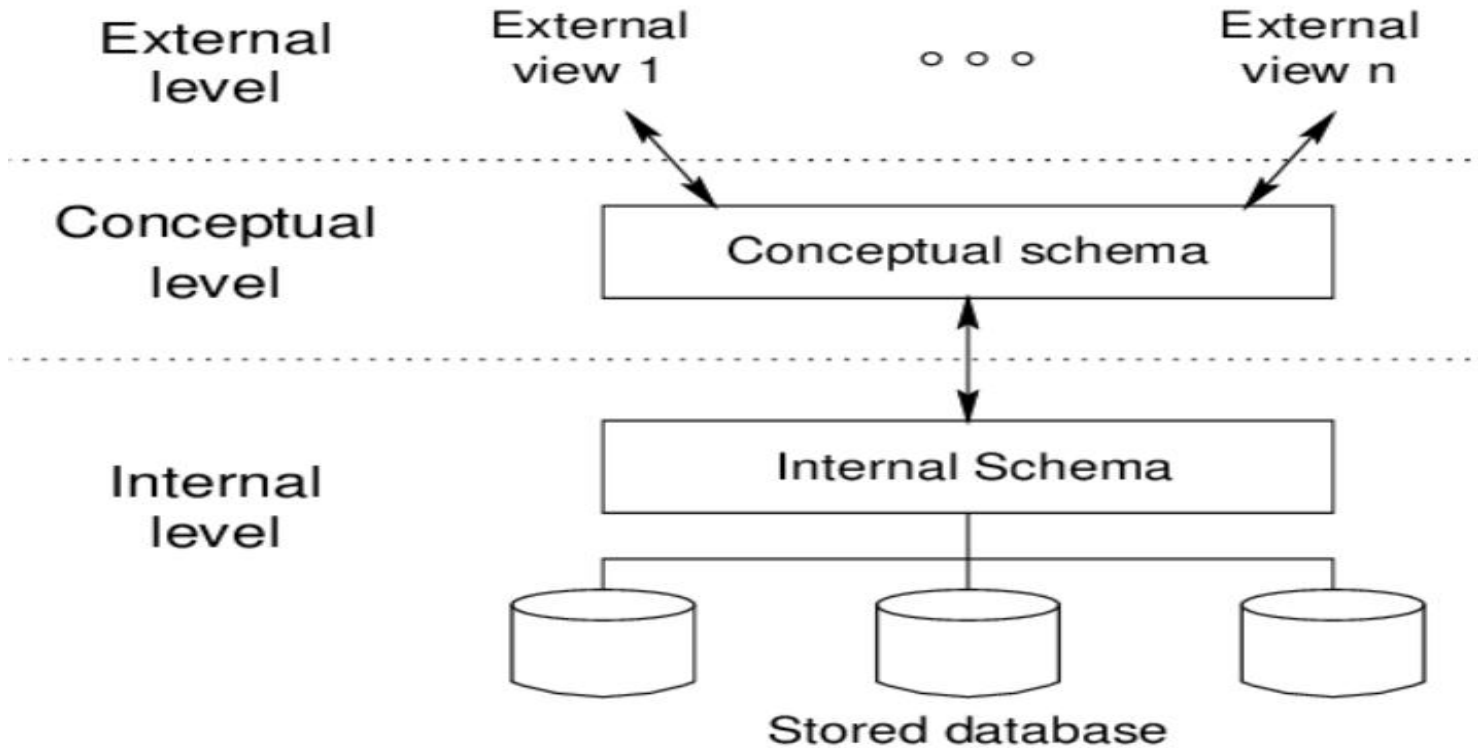 External
level
External
view 1
External
view n
Conceptual
level
Conceptual schema
Internal
level
Internal Schema
Stored database